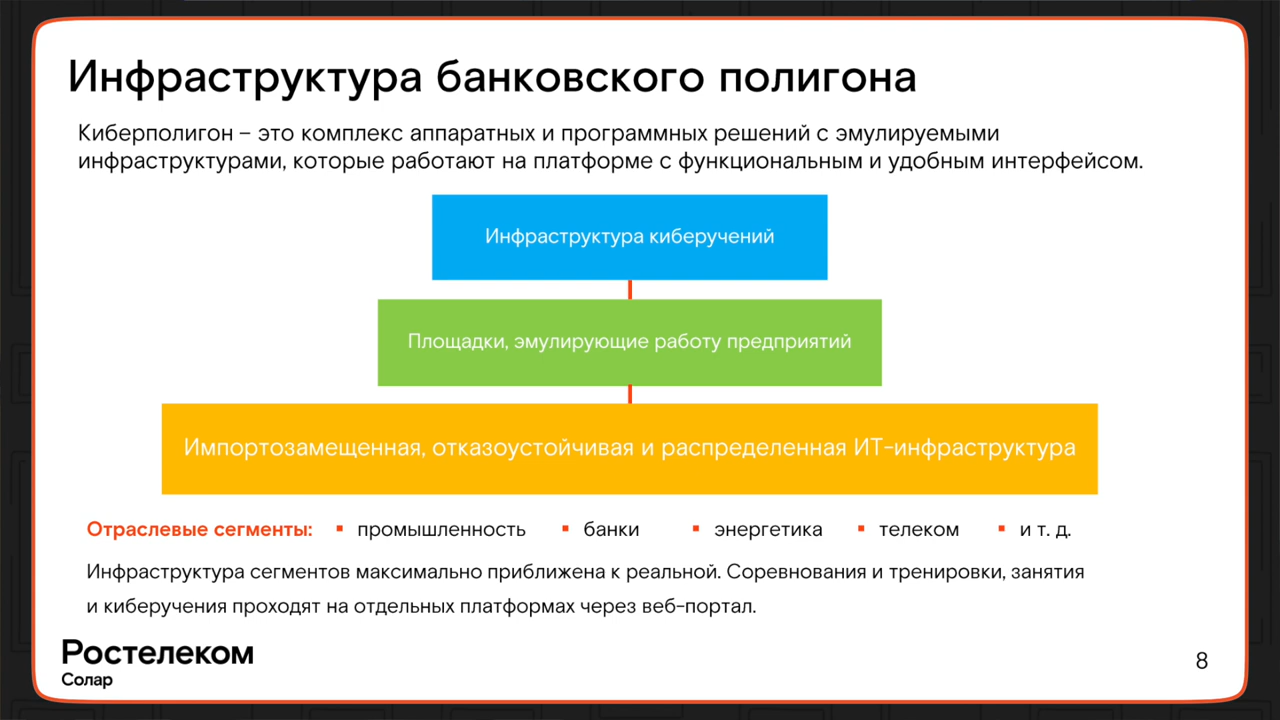 Инфраструктура банковского полигона
Киберполигон – это комплекс аппаратных и программных решений с эмулируемыми
инфраструктурами, которые работают на платформе с функциональным и удобным интерфейсом.
Инфраструктура киберучений
Площадки, эмулирующие работу предприятий
Импортозамещенная, отказоустойчивая и распределенная ИТ-инфраструктура
Отраслевые сегменты: ▪ промышленность ▪ банки ▪ энергетика ▪ телеком ▪ и т. д.
Инфраструктура сегментов максимально приближена к реальной. Соревнования и тренировки, занятия
и киберучения проходят на отдельных платформах через веб-портал.
Ростелеком
Солар
8